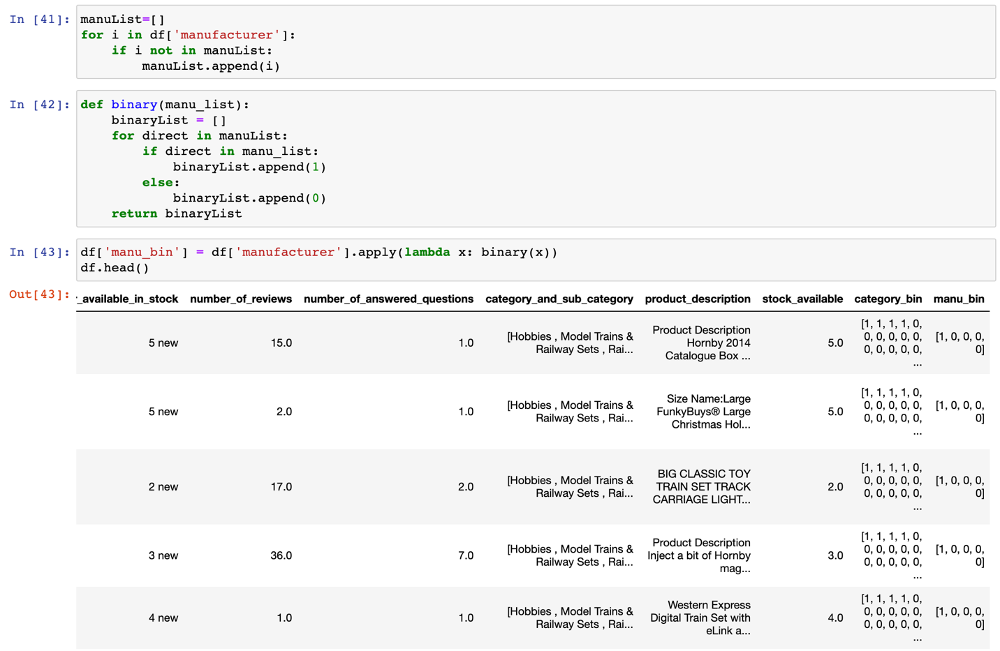 In [41]: manuList=[]
for i in df['manufacturer']:
    if i not in manuList:
        manuList.append(i)
In [42]: def binary(manu_list):
    binaryList = []
    for direct in manuList:
        if direct in manu_list:
            binaryList.append(1)
        else:
            binaryList.append(0)
    return binaryList
In [43]: df['manu_bin'] = df['manufacturer'].apply(lambda x: binary(x))
df.head()
Out[43]: _available_in_stock number_of_reviews number_of_answered_questions category_and_sub_category product_description stock_available category_bin manu_bin
5 new 15.0 1.0 [Hobbies , Model Trains & Railway Sets , Rai... Product Description Hornby 2014 Catalogue Box ... 5.0 [1, 1, 1, 1, 0, 0, 0, 0, 0, 0, 0, 0, 0, 0, 0, ... [1, 0, 0, 0, 0]
5 new 2.0 1.0 [Hobbies , Model Trains & Railway Sets , Rai... Size Name:Large FunkyBuys® Large Christmas Hol... 5.0 [1, 1, 1, 1, 0, 0, 0, 0, 0, 0, 0, 0, 0, 0, 0, ... [1, 0, 0, 0, 0]
2 new 17.0 2.0 [Hobbies , Model Trains & Railway Sets , Rai... BIG CLASSIC TOY TRAIN SET TRACK CARRIAGE LIGHT... 2.0 [1, 1, 1, 1, 0, 0, 0, 0, 0, 0, 0, 0, 0, 0, 0, ... [1, 0, 0, 0, 0]
3 new 36.0 7.0 [Hobbies , Model Trains & Railway Sets , Rai... Product Description Inject a bit of Hornby mag... 3.0 [1, 1, 1, 1, 0, 0, 0, 0, 0, 0, 0, 0, 0, 0, 0, ... [1, 0, 0, 0, 0]
4 new 1.0 1.0 [Hobbies , Model Trains & Railway Sets , Rai... Western Express Digital Train Set with eLink a... 4.0 [1, 1, 1, 1, 0, 0, 0, 0, 0, 0, 0, 0, 0, 0, 0, ... [1, 0, 0, 0, 0]